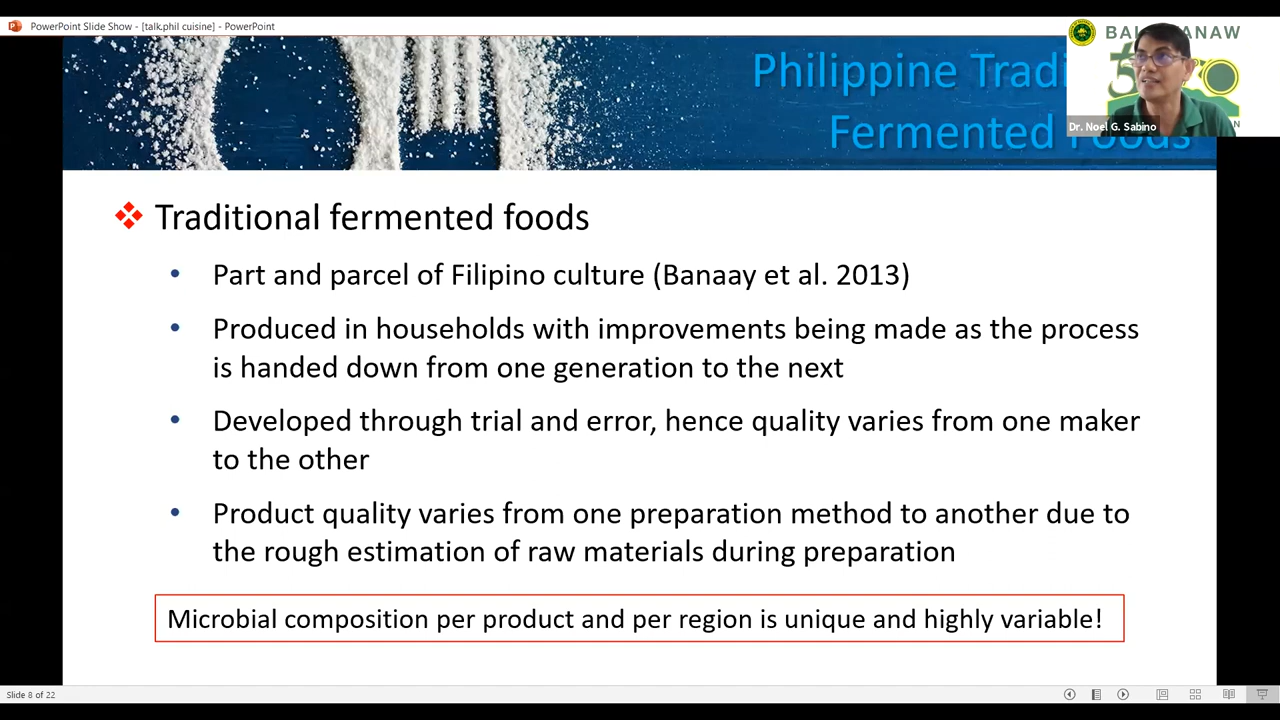 PowerPoint Slide Show - [talk.phil cuisine] - PowerPoint
Philippine Tradi
Fermented Foods
Dr. Noel G. Sabino
Traditional fermented foods
Part and parcel of Filipino culture (Banaay et al. 2013)
Produced in households with improvements being made as the process
is handed down from one generation to the next
Developed through trial and error, hence quality varies from one maker
to the other
Product quality varies from one preparation method to another due to
the rough estimation of raw materials during preparation
Microbial composition per product and per region is unique and highly variable!
Slide 8 of 22